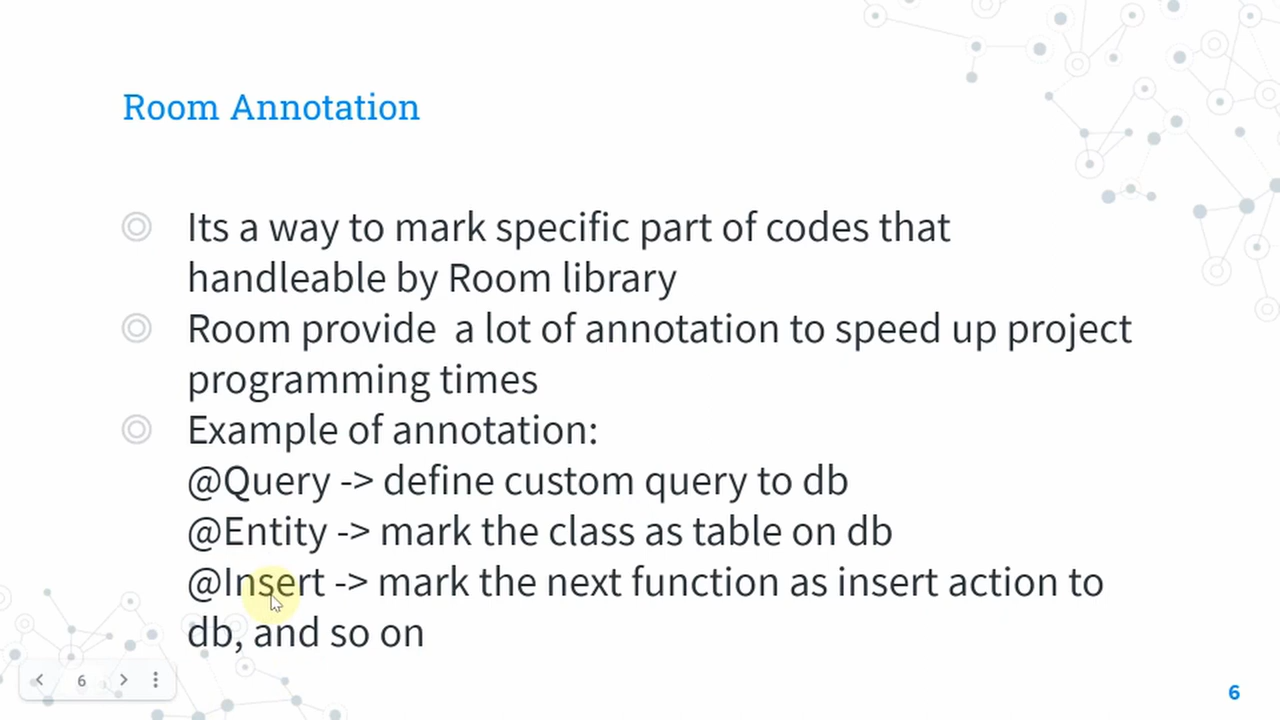 Room Annotation
Its a way to mark specific part of codes that
handleable by Room library
Room provide  a lot of annotation to speed up project
programming times
Example of annotation:
@Query -> define custom query to db
@Entity -> mark the class as table on db
@Insert -> mark the next function as insert action to
db, and so on
6
6